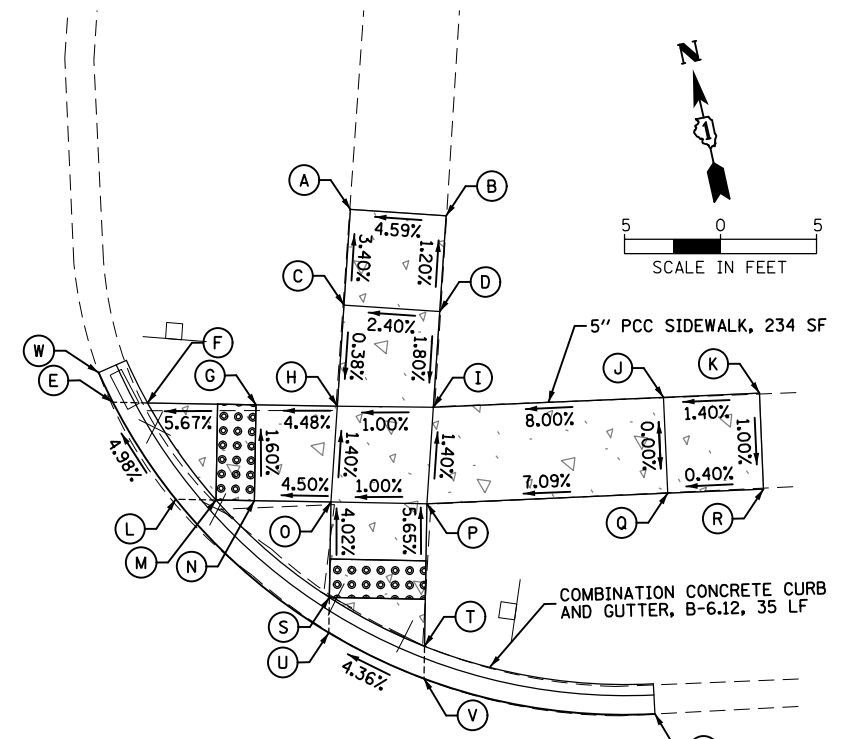 N
1
5 0 5
SCALE IN FEET
A
B
4.59%
3.40%
1.20%
C
D
2.40%
0.38%
1.80%
5" PCC SIDEWALK, 234 SF
W
E
F
G
H
I
J
K
5.67%
4.48%
1.00%
8.00%
1.40%
1.60%
1.40%
1.40%
0.00%
1.00%
4.98%
4.50%
1.00%
7.09%
0.40%
L
M
N
O
P
Q
R
4.02%
5.65%
COMBINATION CONCRETE CURB
AND GUTTER, B-6.12, 35 LF
S
T
U
4.36%
V